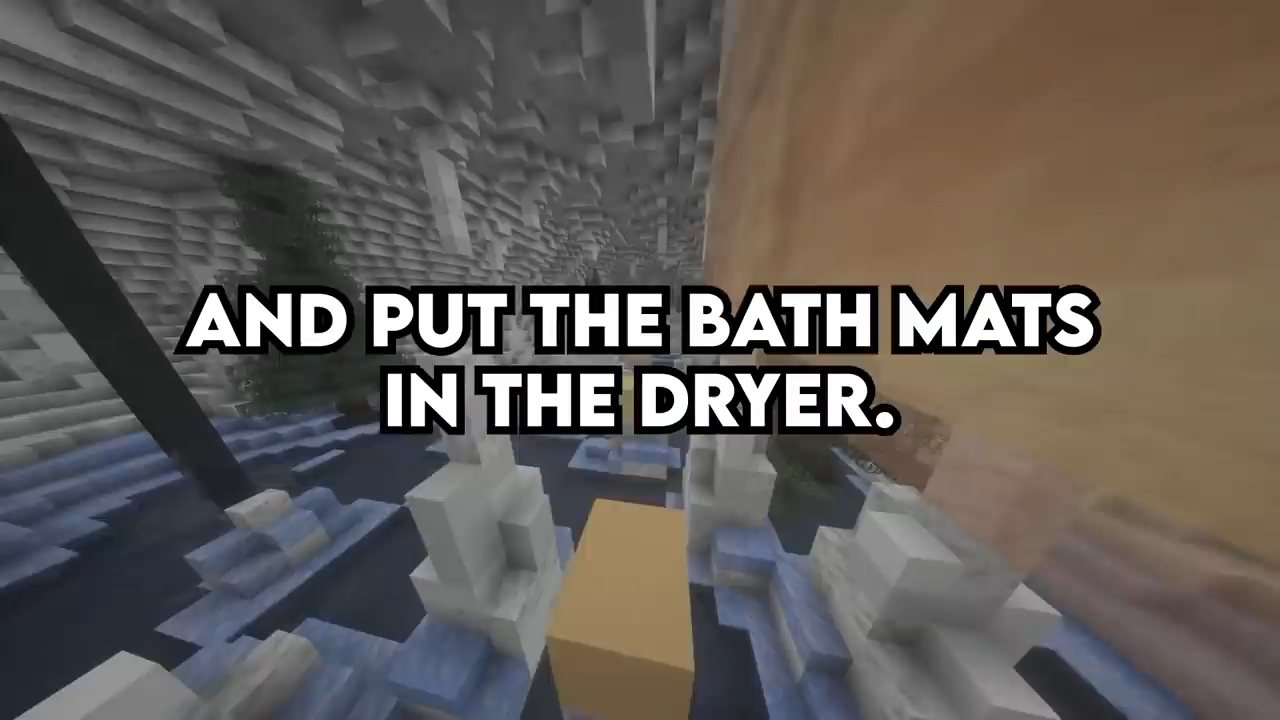 AND PUT THE BATH MATS
IN THE DRYER.